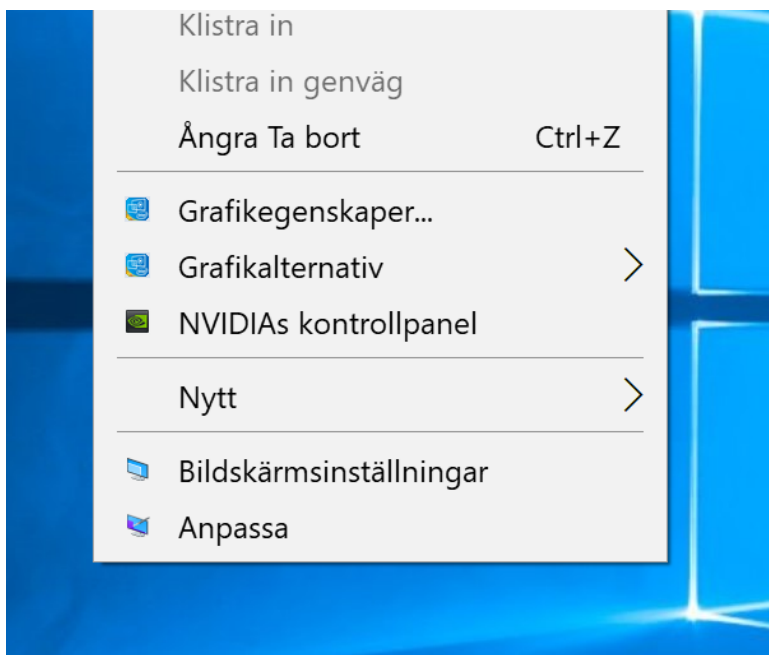 Klistra in
Klistra in genväg
Ångra Ta bort Ctrl+Z
Grafikegenskaper...
Grafikalternativ
NVIDIAs kontrollpanel
Nytt
Bildskärmsinställningar
Anpassa